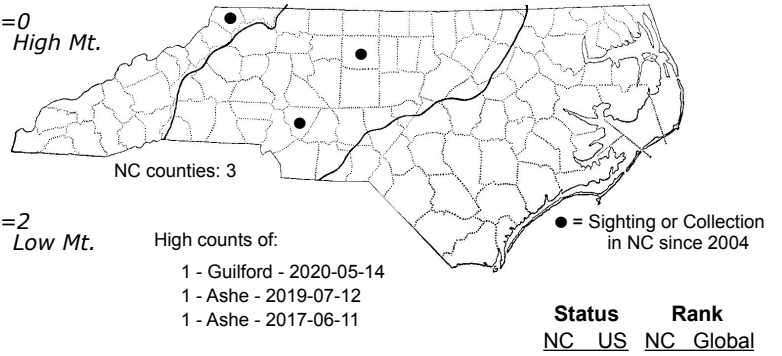 =0
High Mt.
NC counties: 3
=2
Low Mt.
High counts of:
1 - Guilford - 2020-05-14
1 - Ashe - 2019-07-12
1 - Ashe - 2017-06-11
● = Sighting or Collection
in NC since 2004
Status Rank
NC US NC Global